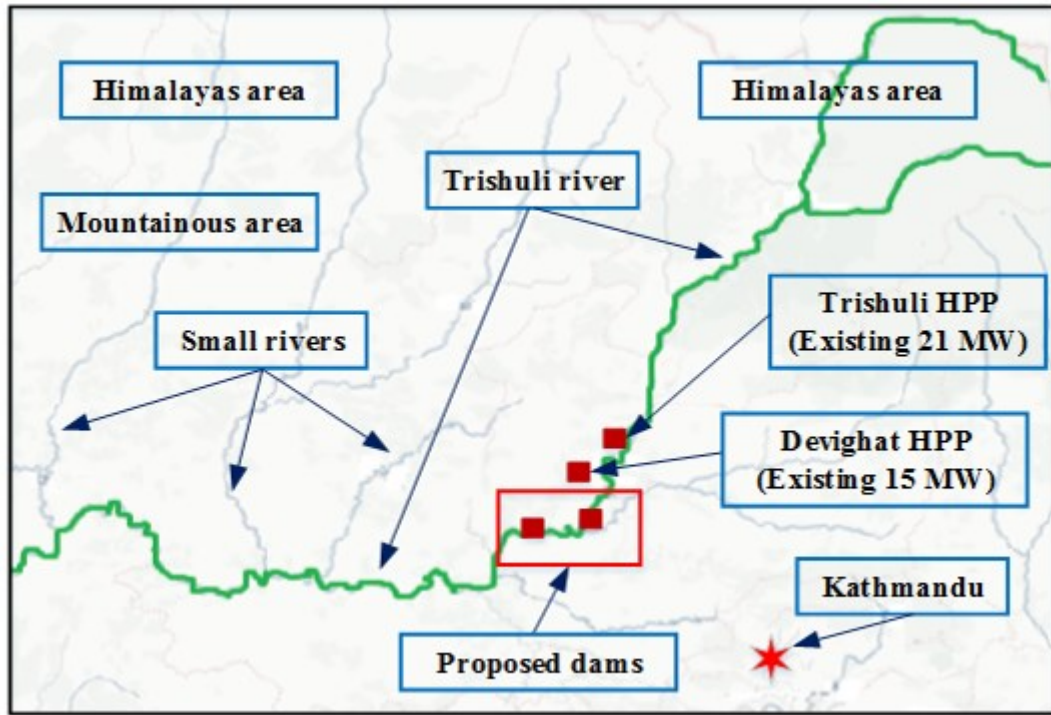 Himalayas area
Himalayas area
Trishuli river
Mountainous area
Trishuli HPP
(Existing 21 MW)
Small rivers
Devighat HPP
(Existing 15 MW)
Kathmandu
Proposed dams